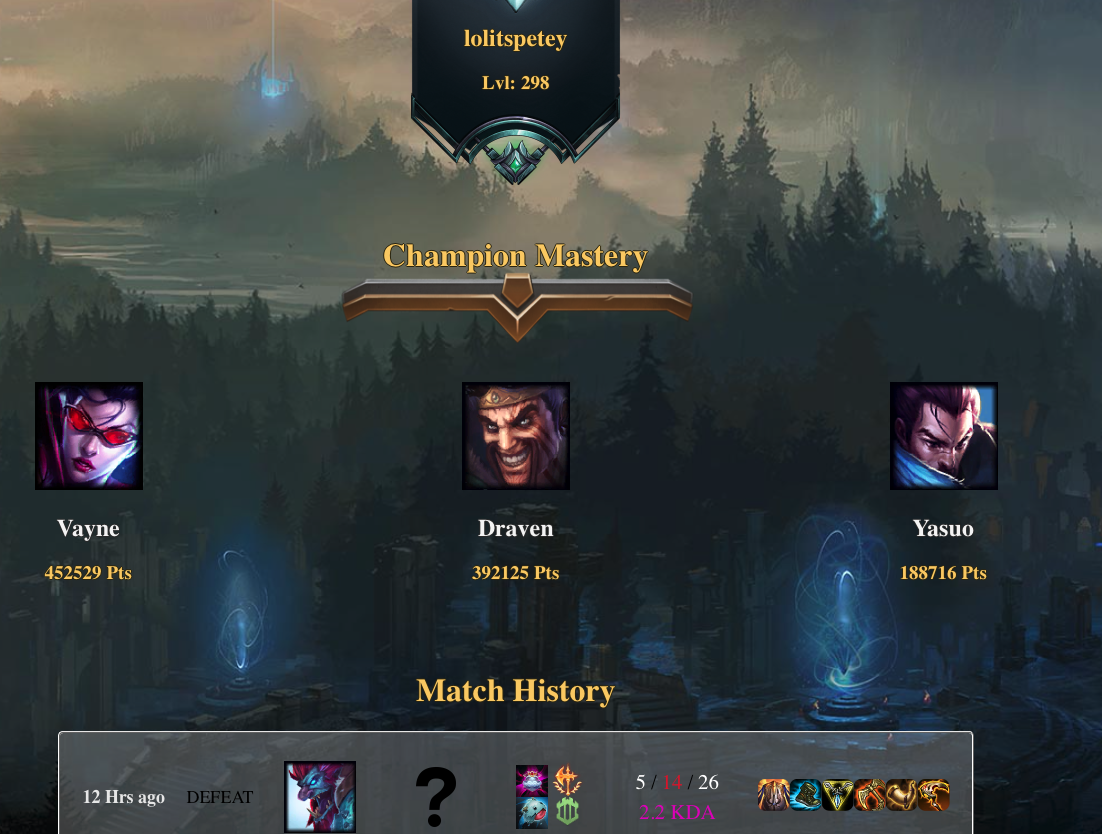 lolitspetey
Lvl: 298
Champion Mastery
Vayne
Draven
Yasuo
452529 Pts
392125 Pts
188716 Pts
Match History
12 Hrs ago DEFEAT ? 5 / 14 / 26
2.2 KDA